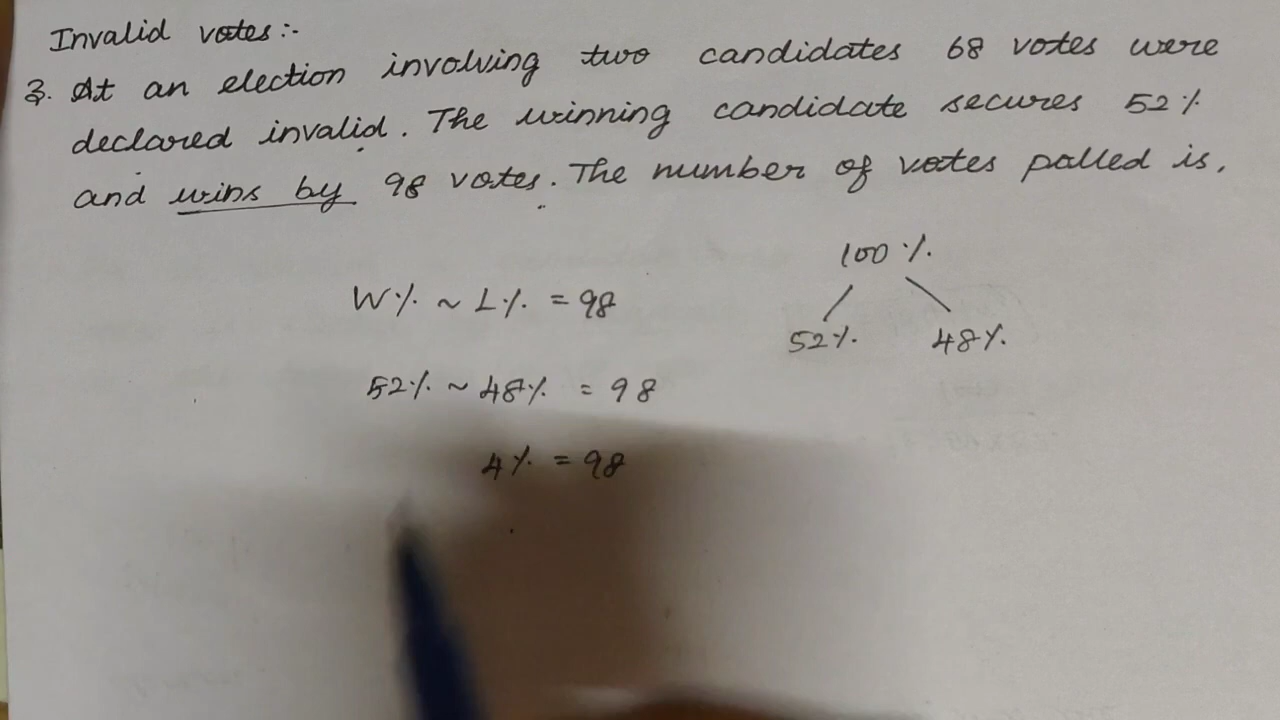 Invalid votes:-
3. At an election involving two candidates 68 votes were
declared invalid. The winning candidate secures 52%
and wins by 98 votes. The number of votes polled is.
100%
W% ~ L% = 98
52% 48%
52% ~ 48% = 98
4% = 98